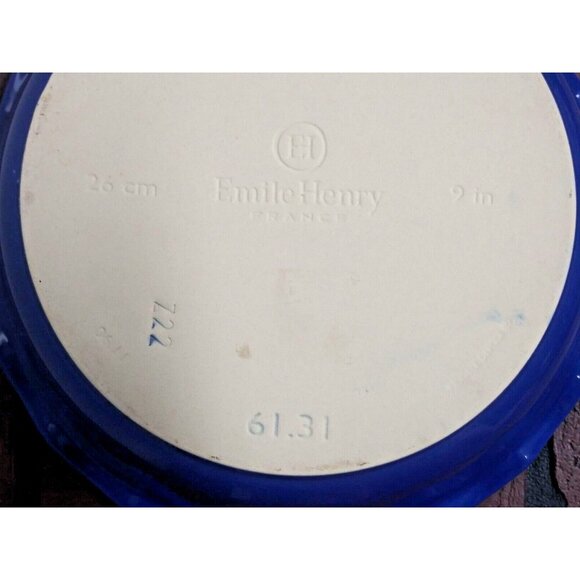 EH
26 cm
Emile Henry
9 in
FRANCE
722
61.31